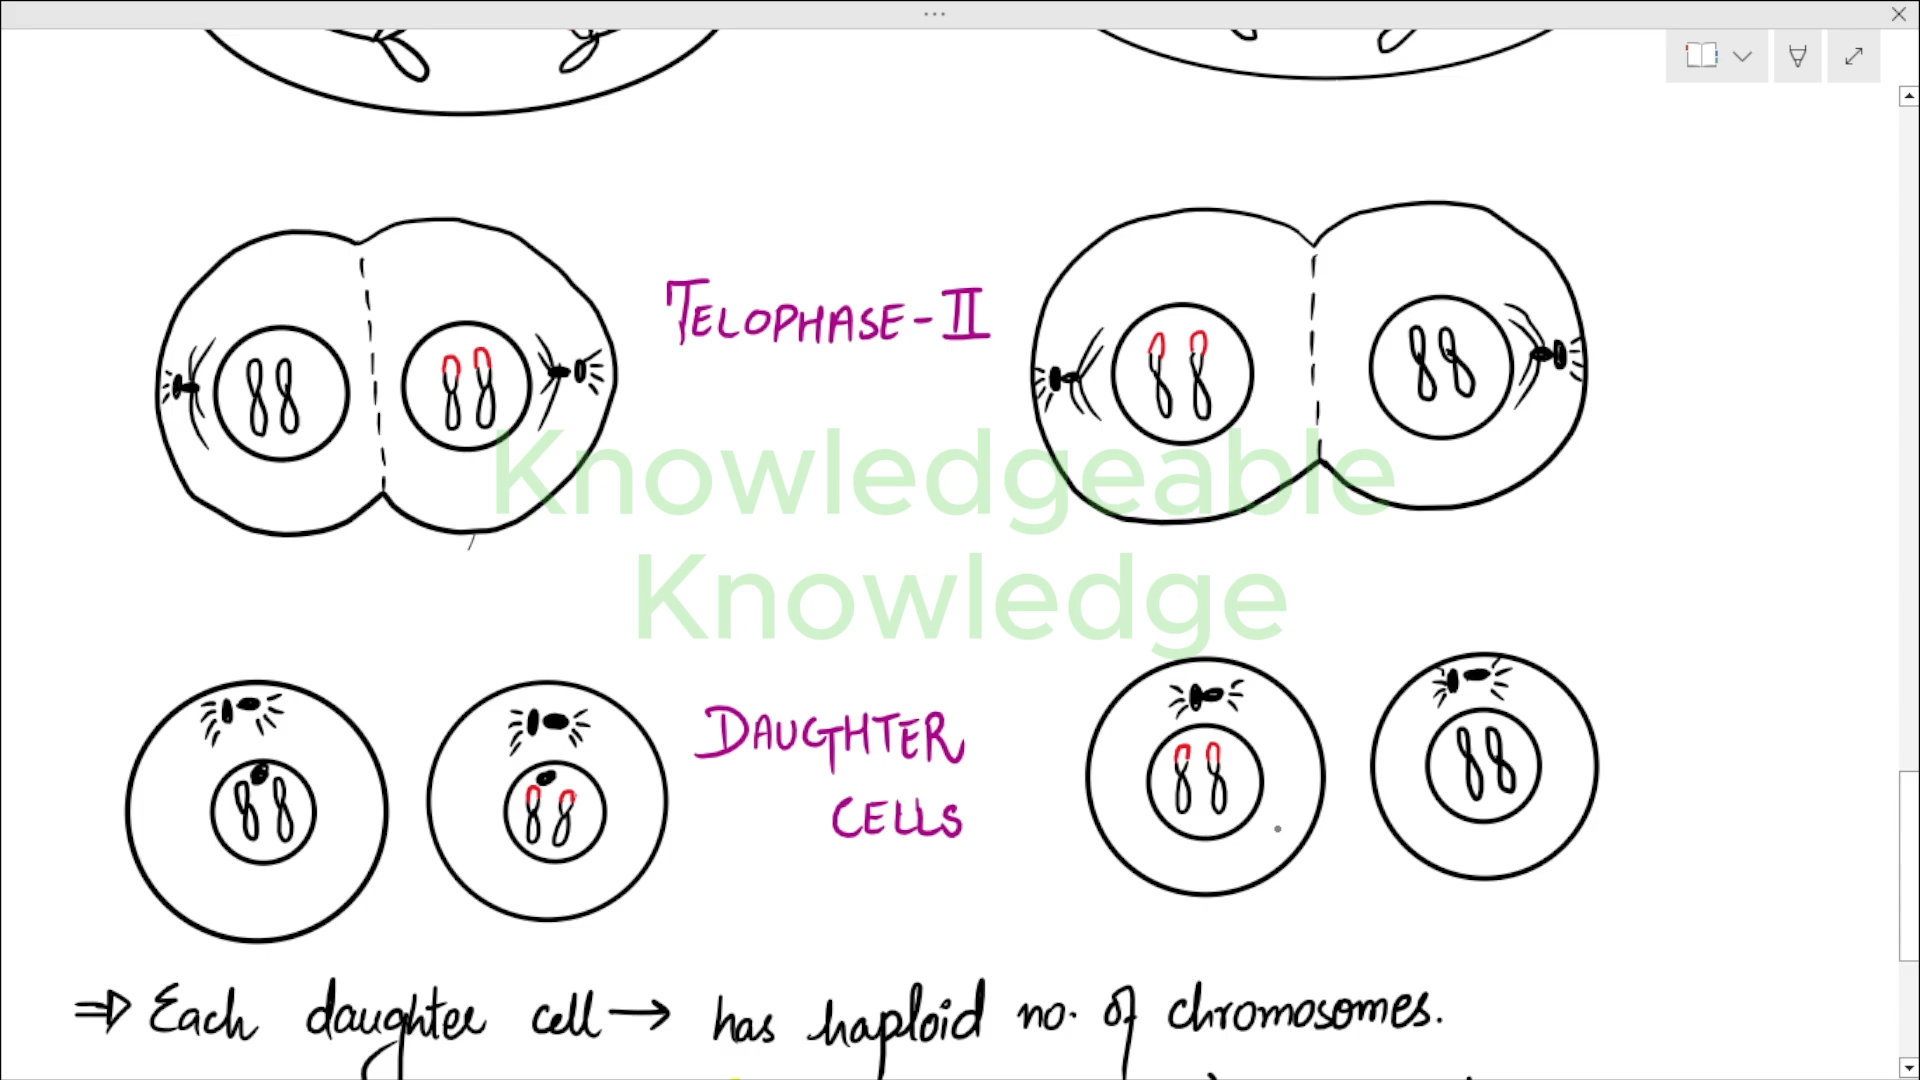 TELOPHASE-II
Knowledgeable
Knowledge
DAUGHTER
CELLS
⇒ Each daughter cell → has haploid no. of chromosomes.